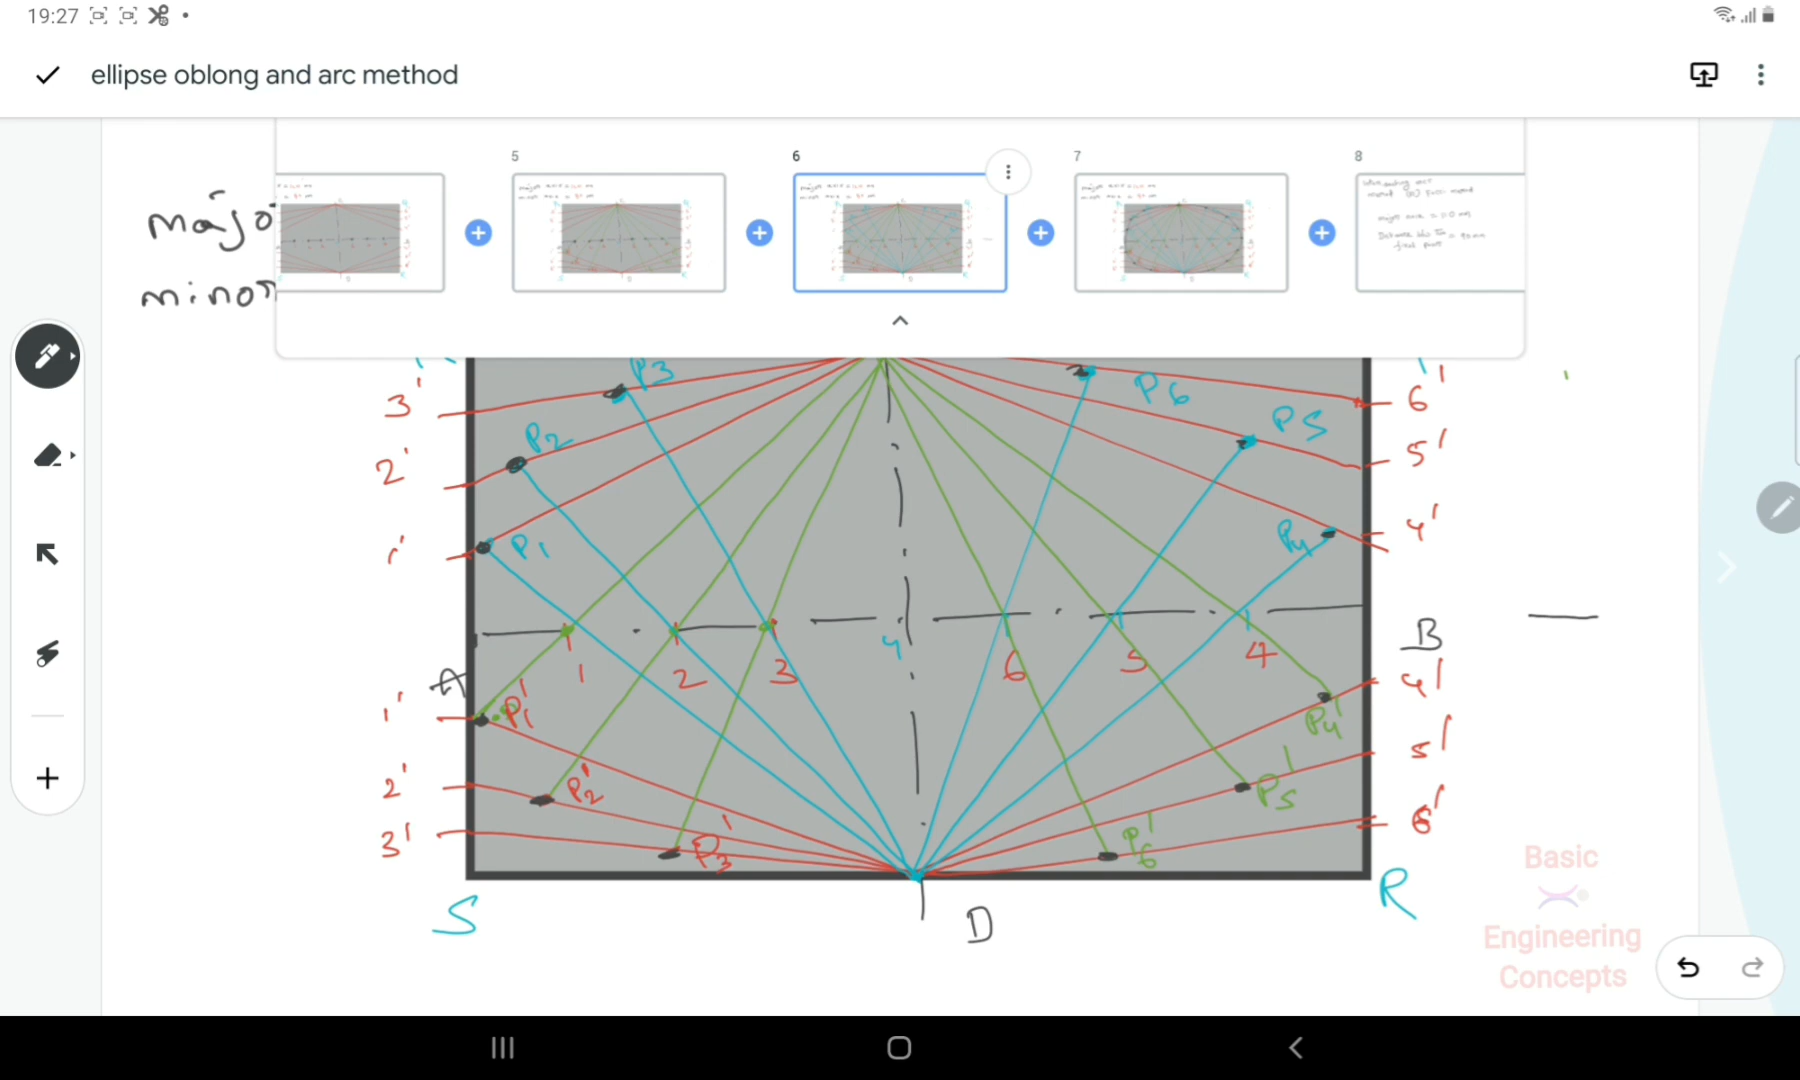 19:27
ellipse oblong and arc method
5
6
7
8
majo
minor
P3
P6
3'
6'
P2
P5
2'
5'
1'
P1
P4
4'
4
A
1
2
3
6
5
4
B
1'
P1'
P4'
4'
2'
P2'
P5'
5'
3'
P3'
P6'
6'
S
D
R
Basic
Engineering
Concepts